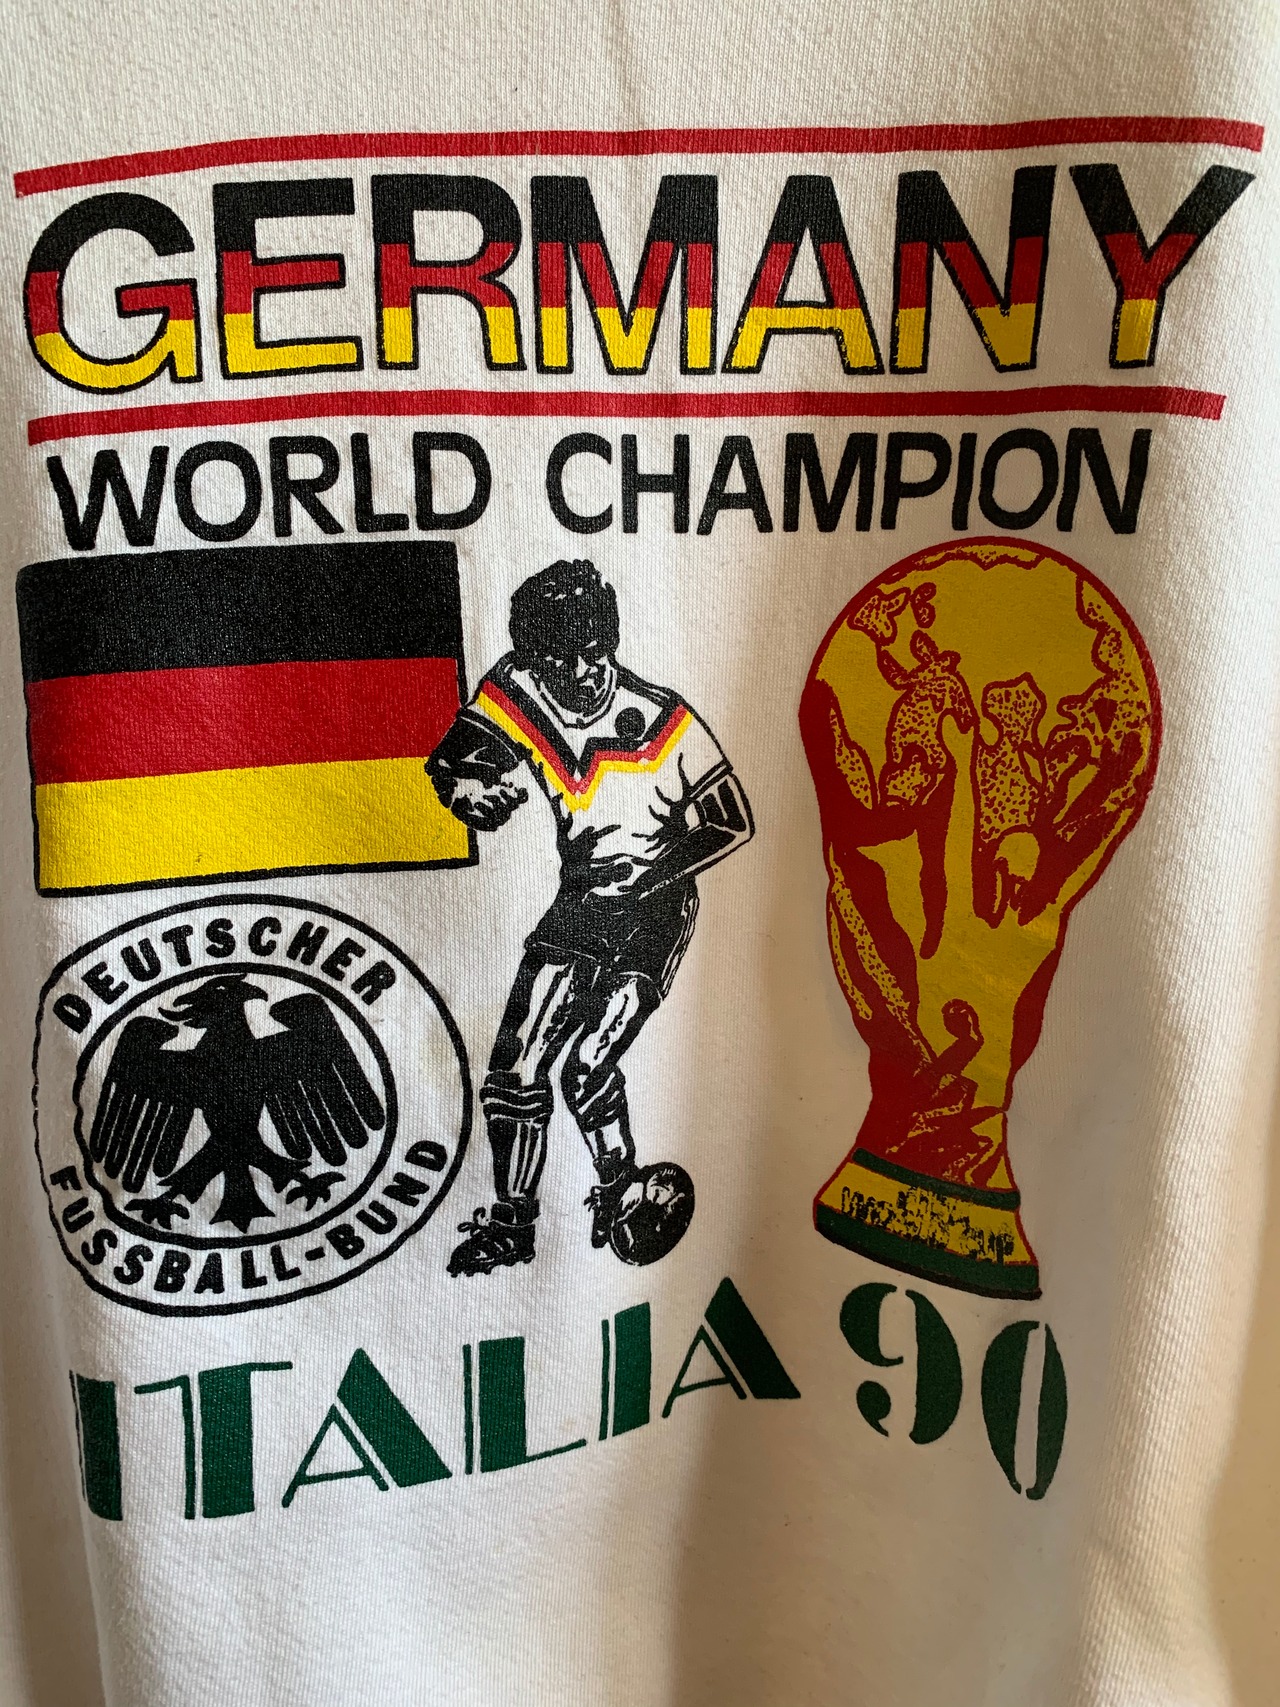 GERMANY
WORLD CHAMPION
DEUTSCHER
FUSSBALL-BUND
ITALIA 90